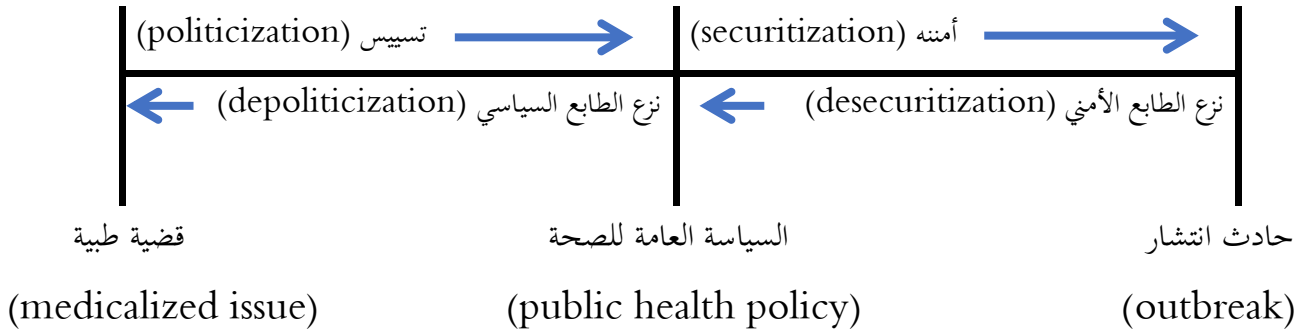 تسييس (politicization)
أمننه (securitization)
نزع الطابع السياسي (depoliticization)
نزع الطابع الأمني (desecuritization)
قضية طبية
السياسة العامة للصحة
حادث انتشار
(medicalized issue)
(public health policy)
(outbreak)